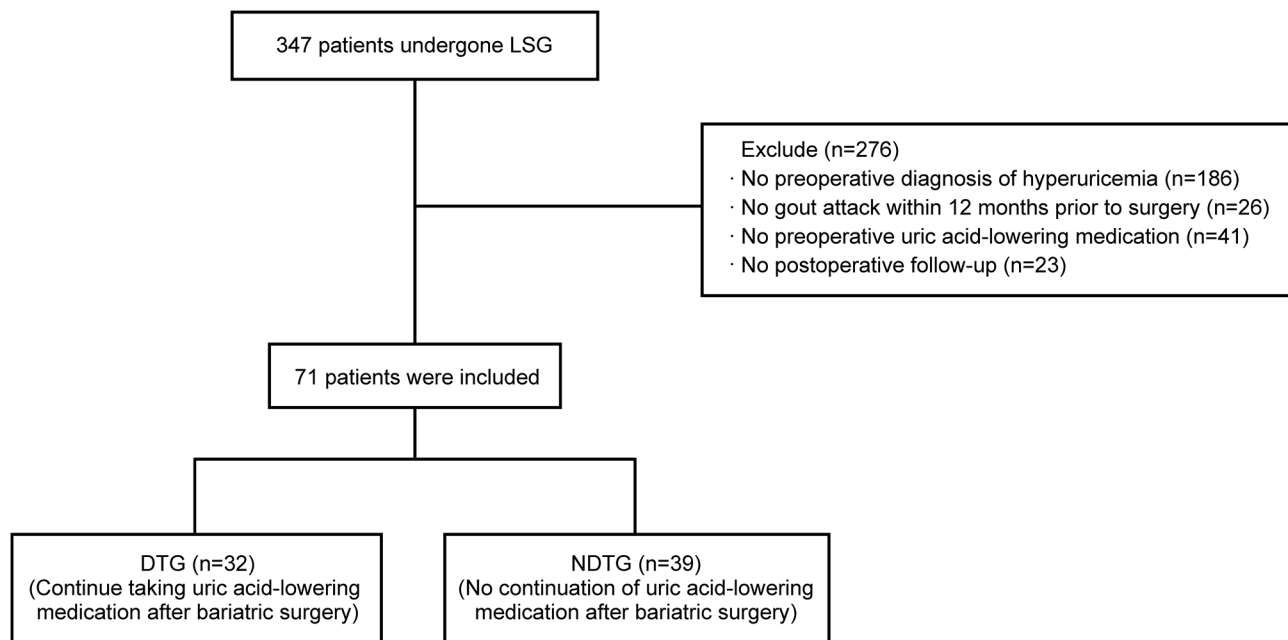 347 patients undergone LSG
Exclude (n=276)
· No preoperative diagnosis of hyperuricemia (n=186)
· No gout attack within 12 months prior to surgery (n=26)
· No preoperative uric acid-lowering medication (n=41)
· No postoperative follow-up (n=23)
71 patients were included
DTG (n=32)
(Continue taking uric acid-lowering
medication after bariatric surgery)
NDTG (n=39)
(No continuation of uric acid-lowering
medication after bariatric surgery)